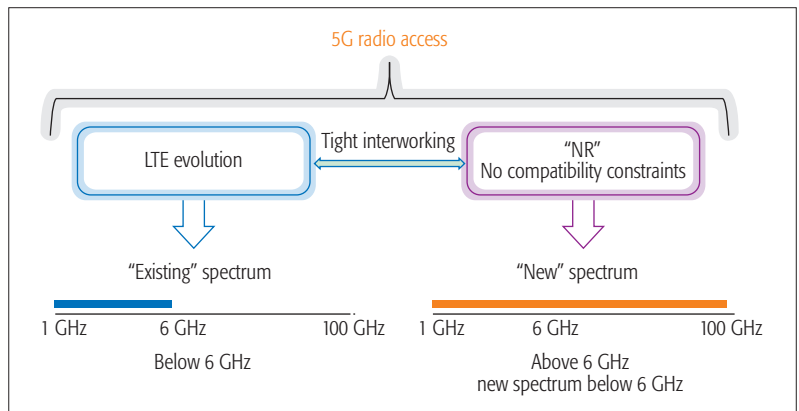 5G radio access
LTE evolution
Tight interworking
“NR”
No compatibility constraints
“Existing” spectrum
“New” spectrum
1 GHz 6 GHz 100 GHz
1 GHz 6 GHz 100 GHz
Below 6 GHz
Above 6 GHz
new spectrum below 6 GHz